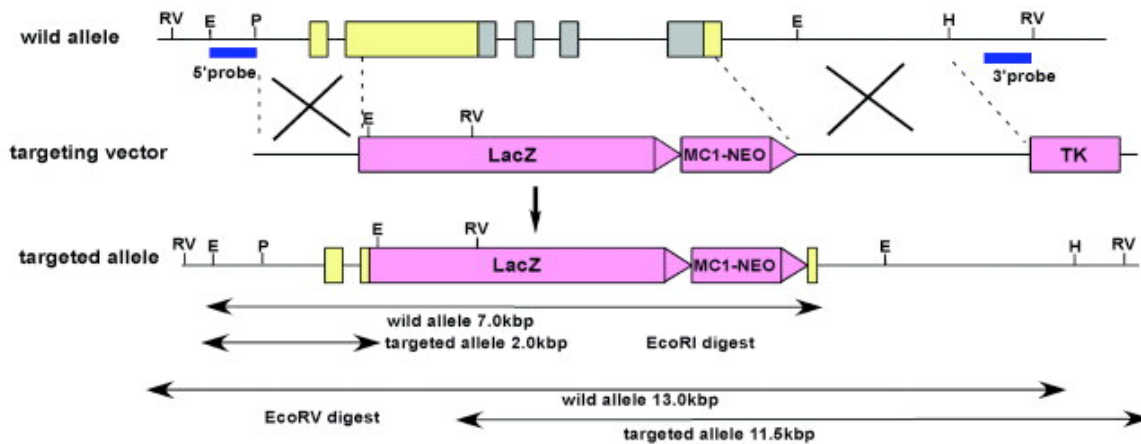 RV E P E H RV
wild allele
5'probe
3'probe
E RV
targeting vector
LacZ
MC1-NEO
TK
E RV
RV E P E H RV
targeted allele
LacZ
MC1-NEO
wild allele 7.0kbp
targeted allele 2.0kbp EcoRI digest
wild allele 13.0kbp
EcoRV digest
targeted allele 11.5kbp